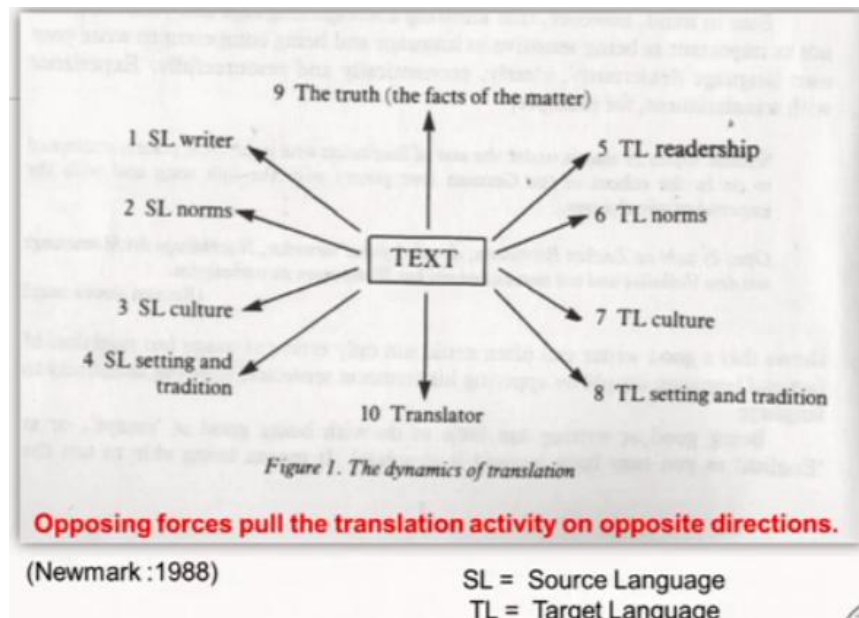 9 The truth (the facts of the matter)
1 SL writer
5 TL readership
2 SL norms
6 TL norms
TEXT
3 SL culture
7 TL culture
4 SL setting and
tradition
8 TL setting and tradition
10 Translator
Figure 1. The dynamics of translation
Opposing forces pull the translation activity on opposite directions.
(Newmark :1988)
SL = Source Language
TL = Target Language